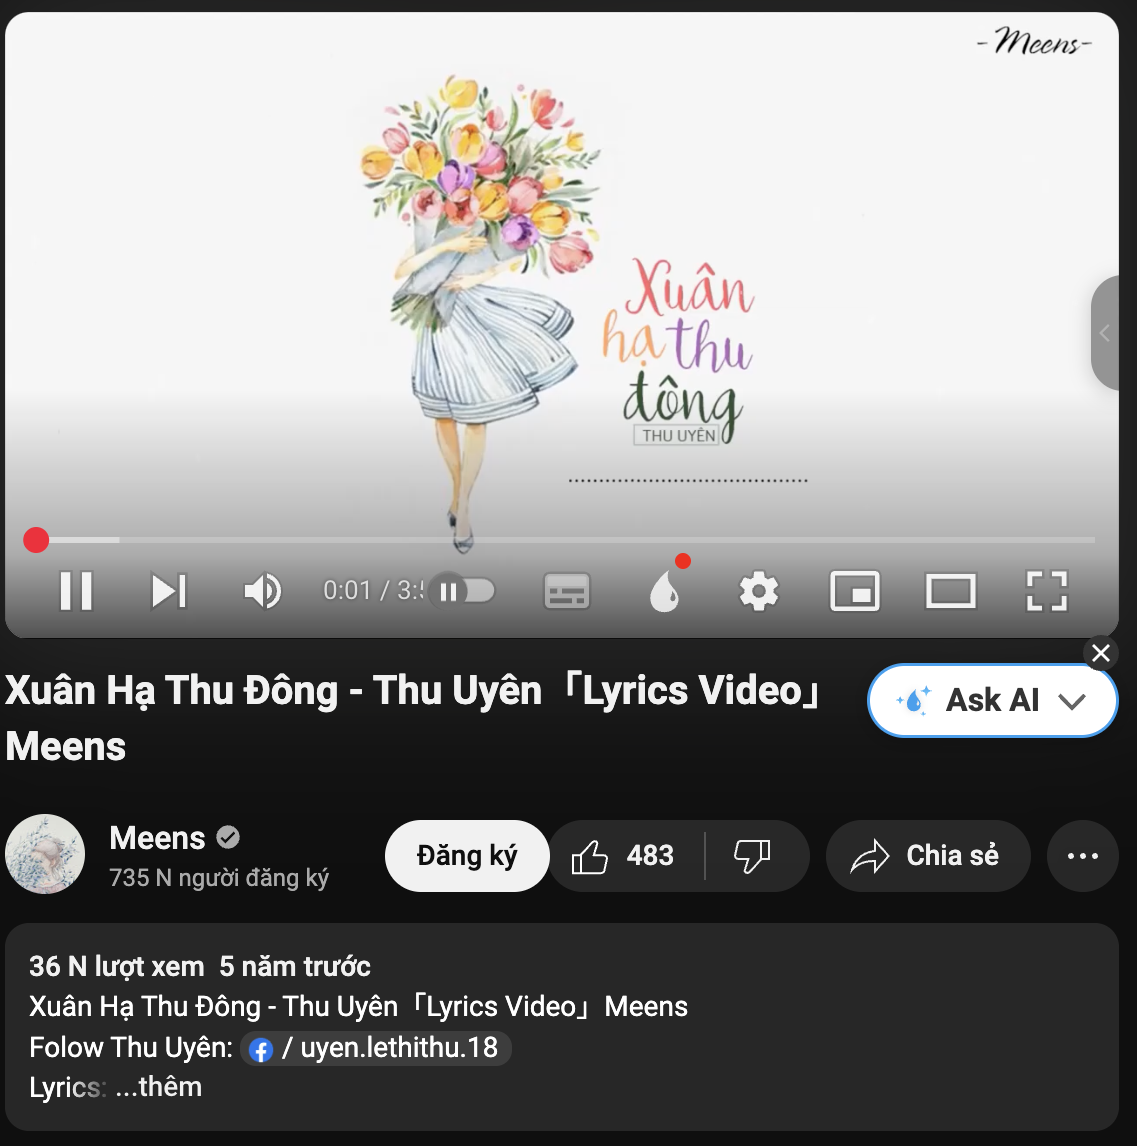 -Meens-
Xuân
hạ thu
đông
THU UYÊN
0:01 / 3:
Xuân Hạ Thu Đông - Thu Uyên「Lyrics Video」
Meens
Ask AI
Meens
735 N người đăng ký
Đăng ký
483
Chia sẻ
36 N lượt xem 5 năm trước
Xuân Hạ Thu Đông - Thu Uyên「Lyrics Video」Meens
Folow Thu Uyên: / uyen.lethithu.18
Lyrics: ...thêm